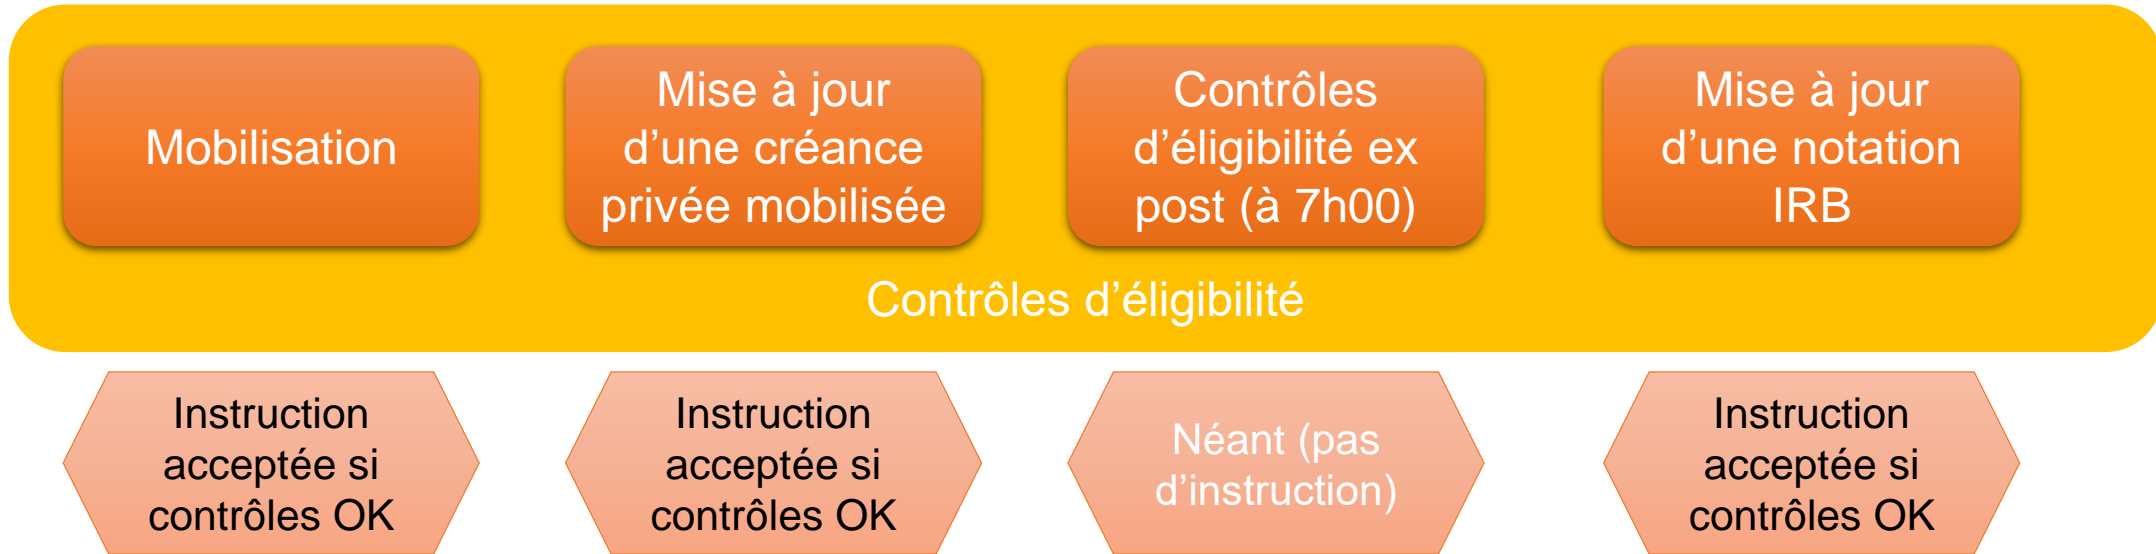 Mobilisation
Mise à jour
d’une créance
privée mobilisée
Contrôles
d’éligibilité ex
post (à 7h00)
Mise à jour
d’une notation
IRB
Contrôles d’éligibilité
Instruction
acceptée si
contrôles OK
Instruction
acceptée si
contrôles OK
Néant (pas
d’instruction)
Instruction
acceptée si
contrôles OK